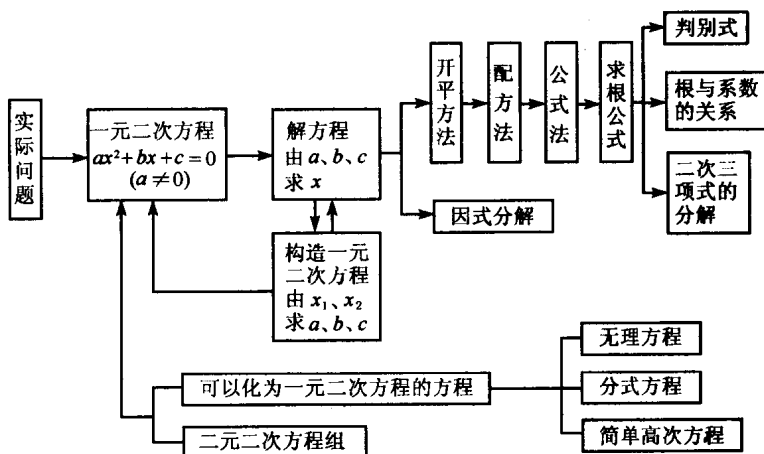 实际问题
一元二次方程
ax²+bx+c=0
(a≠0)
解方程
由a、b、c
求x
构造一元
二次方程
由x₁、x₂
求a、b、c
开平方法
配方法
公式法
求根公式
判别式
根与系数
的关系
二次三
项式的
分解
因式分解
可以化为一元二次方程的方程
二元二次方程组
无理方程
分式方程
简单高次方程